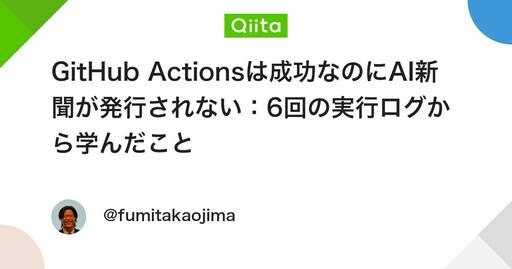 Qiita
GitHub Actionsは成功なのにAI新
聞が発行されない：6回の実行ログか
ら学んだこと
@fumitakaojima